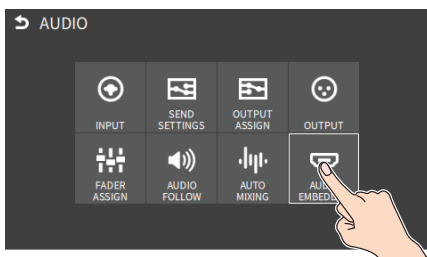 AUDIO
INPUT
SEND
SETTINGS
OUTPUT
ASSIGN
OUTPUT
FADER
ASSIGN
AUDIO
FOLLOW
AUTO
MIXING